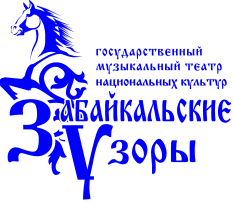 государственный
музыкальный театр
национальных культур
Забайкальские
Узоры